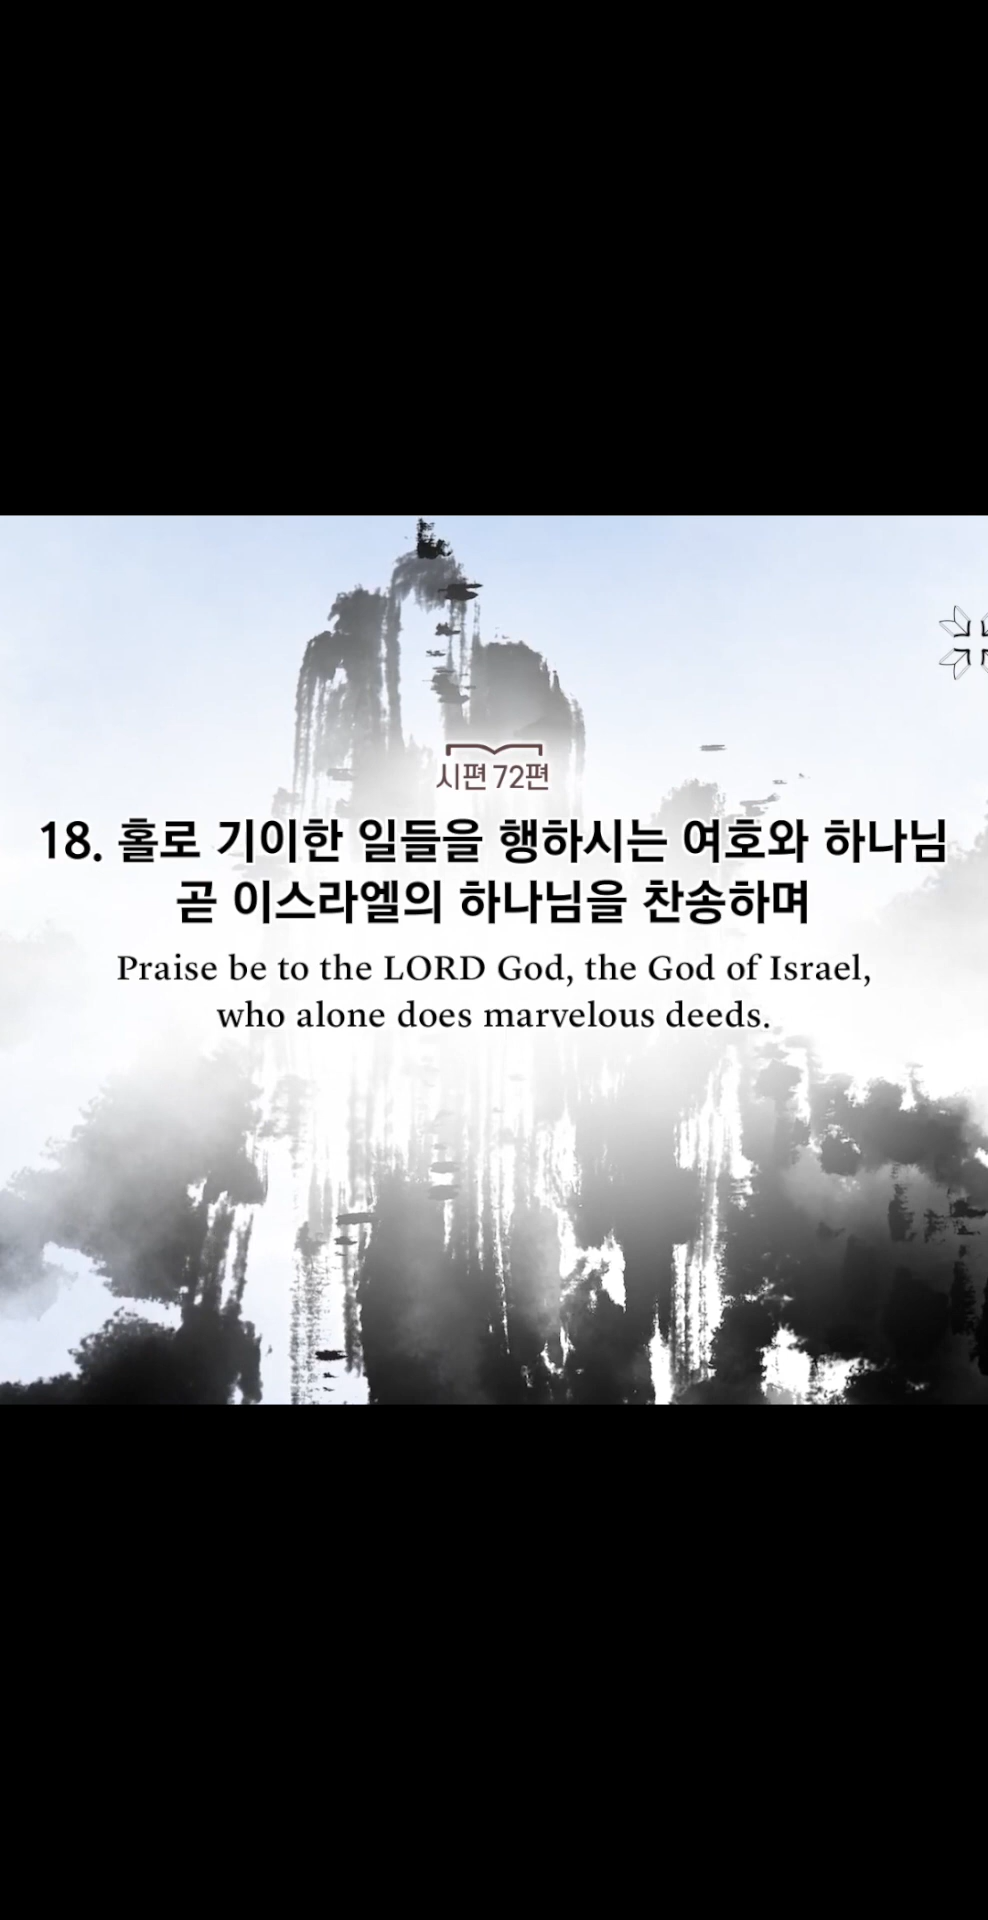 시편 72편
18. 홀로 기이한 일들을 행하시는 여호와 하나님
곧 이스라엘의 하나님을 찬송하며
Praise be to the LORD God, the God of Israel,
who alone does marvelous deeds.